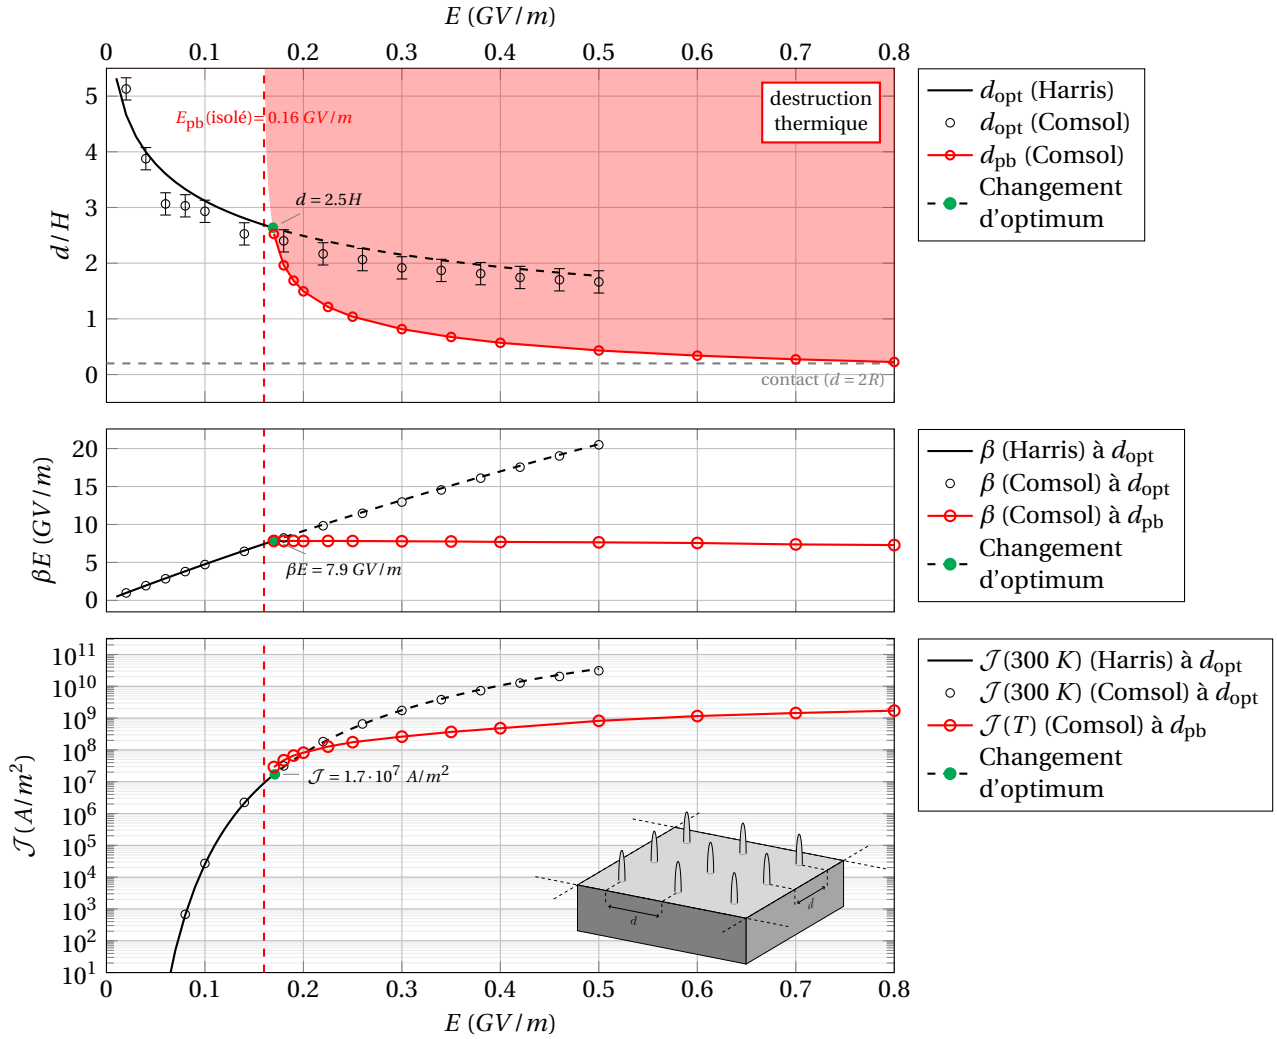 E (GV/m)
0 0.1 0.2 0.3 0.4 0.5 0.6 0.7 0.8
5
4
3
2
1
0
d/H
E_pb(isolé)= 0.16 GV/m
d = 2.5H
destruction
thermique
contact (d = 2R)
d_opt (Harris)
d_opt (Comsol)
d_pb (Comsol)
Changement
d'optimum
20
15
10
5
0
βE (GV/m)
βE = 7.9 GV/m
β (Harris) à d_opt
β (Comsol) à d_opt
β (Comsol) à d_pb
Changement
d'optimum
10^11
10^10
10^9
10^8
10^7
10^6
10^5
10^4
10^3
10^2
10^1
𝒥 (A/m^2)
𝒥 = 1.7 · 10^7 A/m^2
d
d
𝒥(300 K) (Harris) à d_opt
𝒥(300 K) (Comsol) à d_opt
𝒥(T) (Comsol) à d_pb
Changement
d'optimum
0 0.1 0.2 0.3 0.4 0.5 0.6 0.7 0.8
E (GV/m)